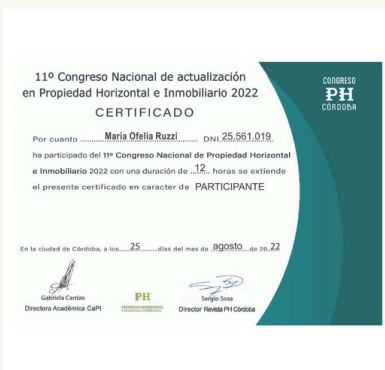 11º Congreso Nacional de actualización
en Propiedad Horizontal e Inmobiliario 2022
CERTIFICADO
CONGRESO
PH
CÓRDOBA
Por cuanto ............ Maria Ofelia Ruzzi ......... DNI. 25.561.019
ha participado del 11º Congreso Nacional de Propiedad Horizontal
e Inmobiliario 2022 con una duración de ..12.. horas se extiende
el presente certificado en caracter de PARTICIPANTE
En la ciudad de Córdoba, a los.....25.........días del mes de .agosto....de 20..22
Gabriela Carrizo
Directora Académica CaPI
PH
Sergio Sosa
Director Revista PH Córdoba